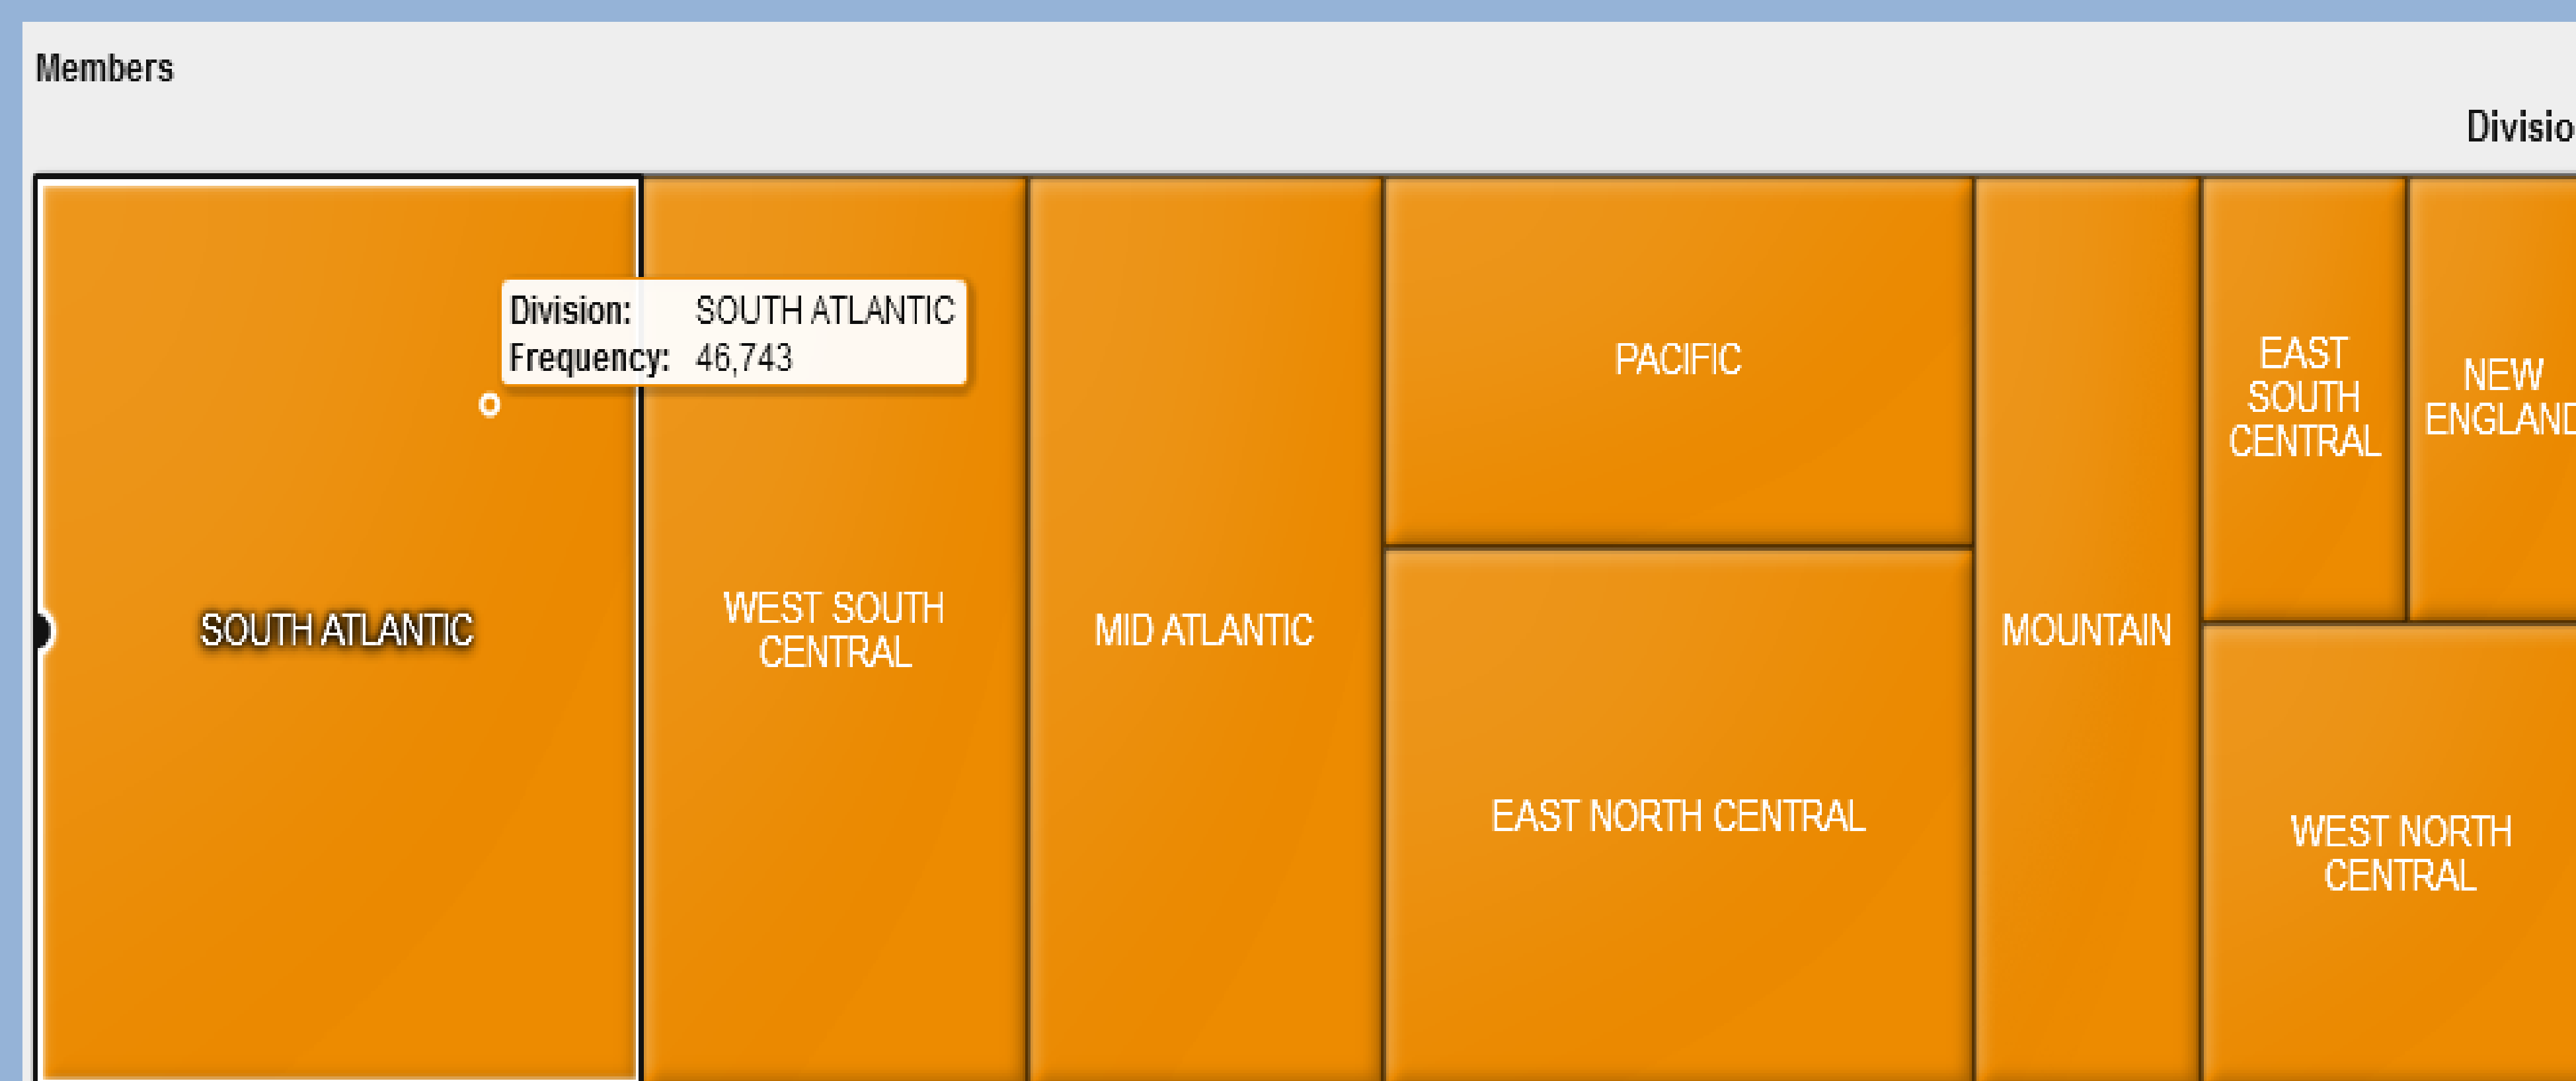 Members
Divisio
Division: SOUTH ATLANTIC
Frequency: 46,743
SOUTH ATLANTIC
WEST SOUTH
CENTRAL
MID ATLANTIC
PACIFIC
EAST NORTH CENTRAL
MOUNTAIN
EAST
SOUTH
CENTRAL
NEW
ENGLAND
WEST NORTH
CENTRAL